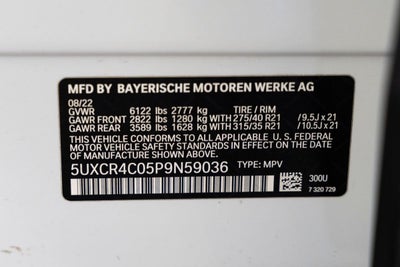 MFD BY BAYERISCHE MOTOREN WERKE AG
08/22
GVWR 6122 lbs 2777 kg TIRE / RIM
GAWR FRONT 2822 lbs 1280 kg 275/40 R21 / 9.5J x 21
GAWR REAR 3589 lbs 1628 kg 315/35 R21 / 10.5J x 21
THIS VEHICLE CONFORMS TO ALL APPLICABLE U. S. FEDERAL
MOTOR VEHICLE SAFETY STANDARDS IN EFFECT ON THE
DATE OF MANUFACTURE SHOWN ABOVE.
5UXCR4C05P9N59036 TYPE: MPV
300U
7 320 729